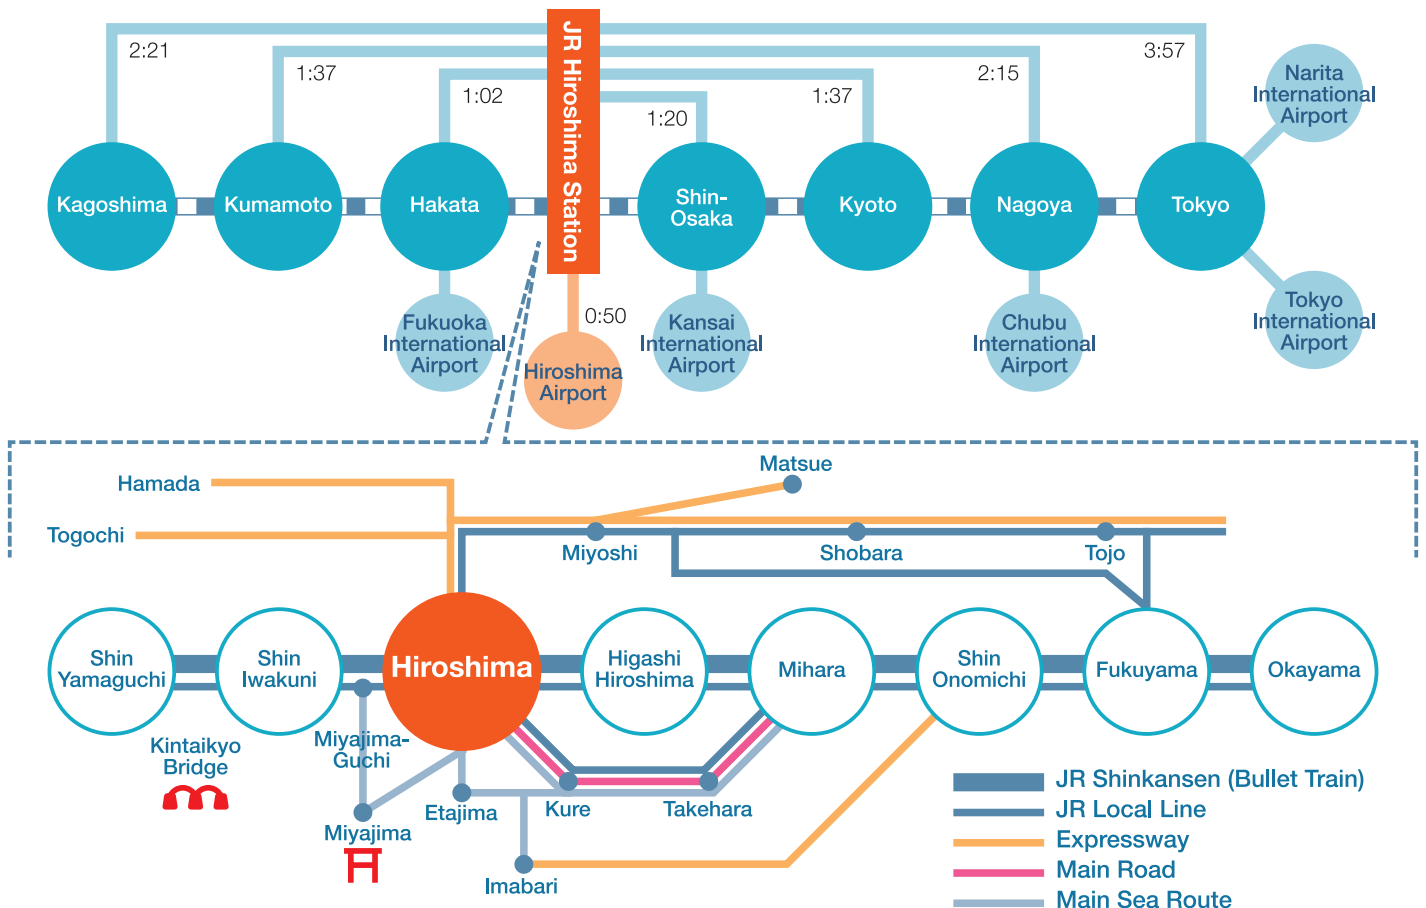 2:21
1:37
1:02
JR Hiroshima Station
1:20
1:37
2:15
3:57
Narita
International
Airport
Kagoshima
Kumamoto
Hakata
Shin-
Osaka
Kyoto
Nagoya
Tokyo
Fukuoka
International
Airport
0:50
Hiroshima
Airport
Kansai
International
Airport
Chubu
International
Airport
Tokyo
International
Airport
Hamada
Matsue
Togochi
Miyoshi
Shobara
Tojo
Shin
Yamaguchi
Shin
Iwakuni
Hiroshima
Higashi
Hiroshima
Mihara
Shin
Onomichi
Fukuyama
Okayama
Kintaikyo
Bridge
Miyajima-
Guchi
Miyajima
Etajima
Kure
Takehara
Imabari
JR Shinkansen (Bullet Train)
JR Local Line
Expressway
Main Road
Main Sea Route